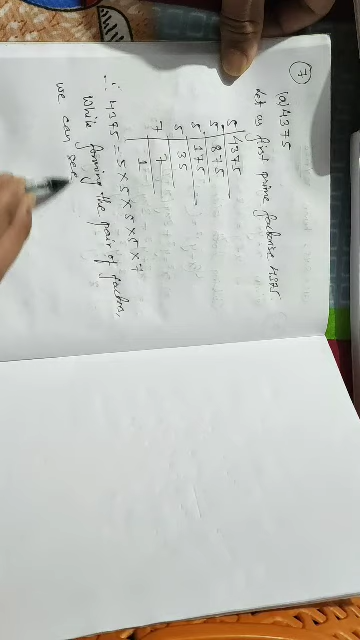 7
(a) 4375
let us first prime factorise 4375
5 | 4375
5 | 875
5 | 175
5 | 35
7 | 7
1
∴ 4375 = 5 × 5 × 5 × 5 × 7
While forming the pair of factors,
we can see